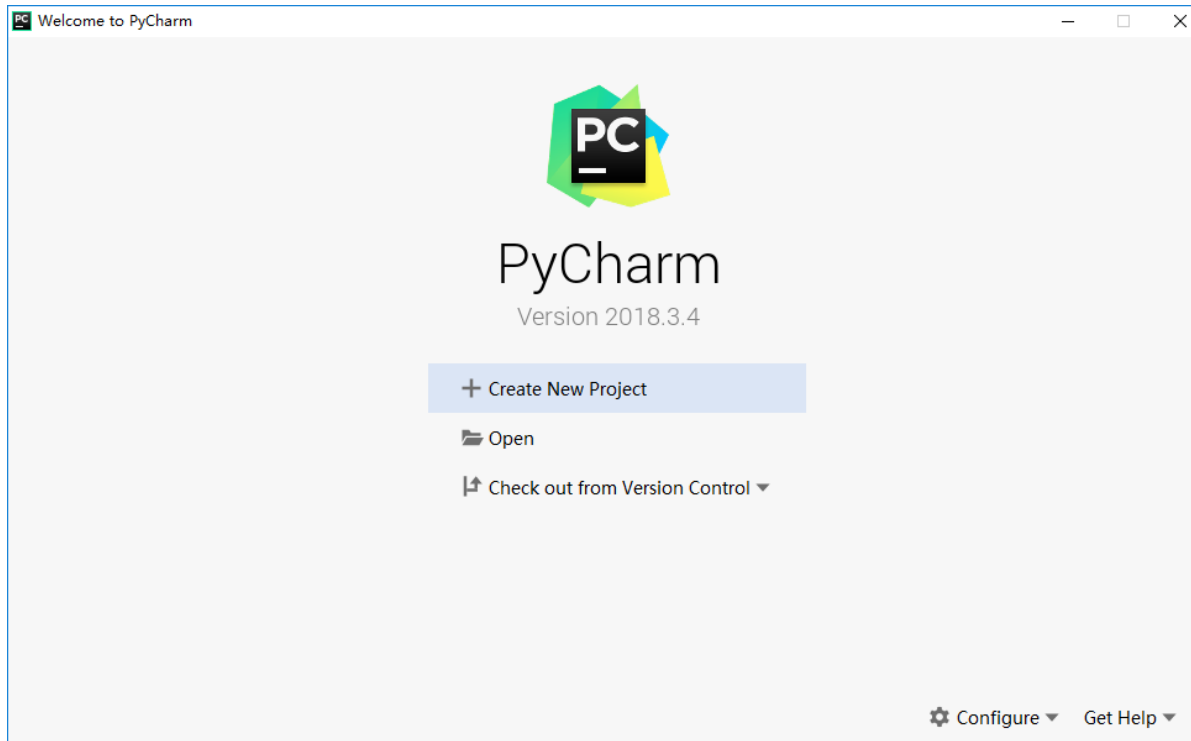 Welcome to PyCharm
PC
PyCharm
Version 2018.3.4
Create New Project
Open
Check out from Version Control
Configure Get Help